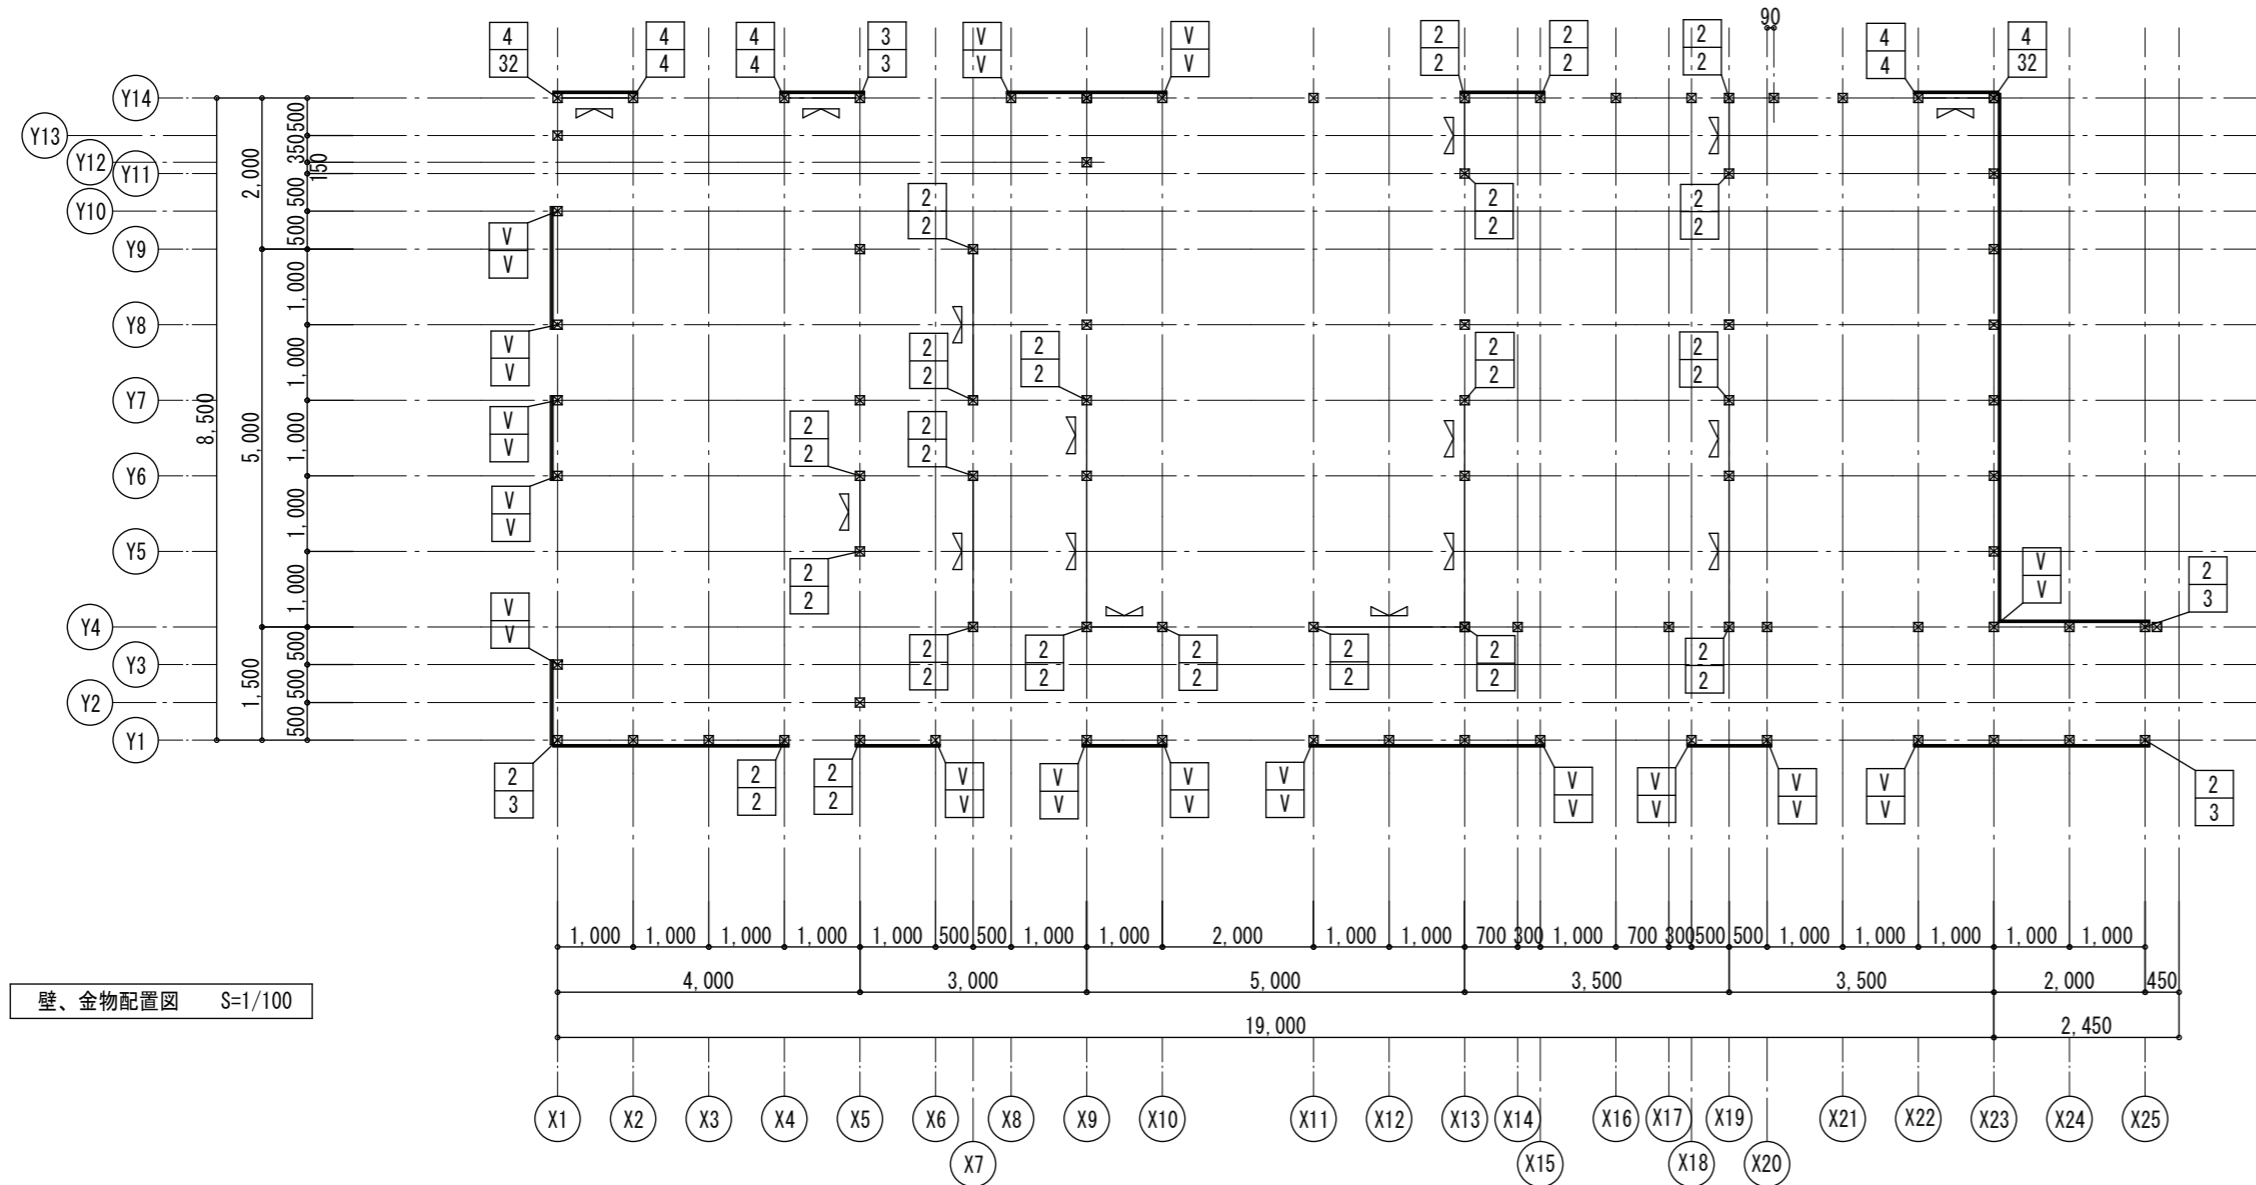 4 4 4 3 V V 2 2 2 90 4 4
32 4 4 3 V V 2 2 2 4 32
Y14
Y13
Y12
Y11
Y10
Y9
Y8
Y7
Y6
Y5
Y4
Y3
Y2
Y1
8,500
2,000
5,000
1,500
500
350
150
500
500
1,000
1,000
1,000
1,000
1,000
500
500
500
2 2 2
2 2 2
V
V
V 2 2 2 2
V 2 2 2 2
V 2 2
V 2 2
V
V
2 V 2
2 V 3
V
V
2 2 2 2 2 2
2 2 2 2 2 2
2 2 2 V V V V V V V V 2
3 2 2 V V V V V V V V 3
1,000 1,000 1,000 1,000 1,000 500 500 1,000 1,000 2,000 1,000 1,000 700 300 1,000 700 300 500 500 1,000 1,000 1,000 1,000 1,000
4,000 3,000 5,000 3,500 3,500 2,000 450
壁、金物配置図 S=1/100
19,000 2,450
X1 X2 X3 X4 X5 X6 X8 X9 X10 X11 X12 X13 X14 X16 X17 X19 X21 X22 X23 X24 X25
X7 X15 X18 X20